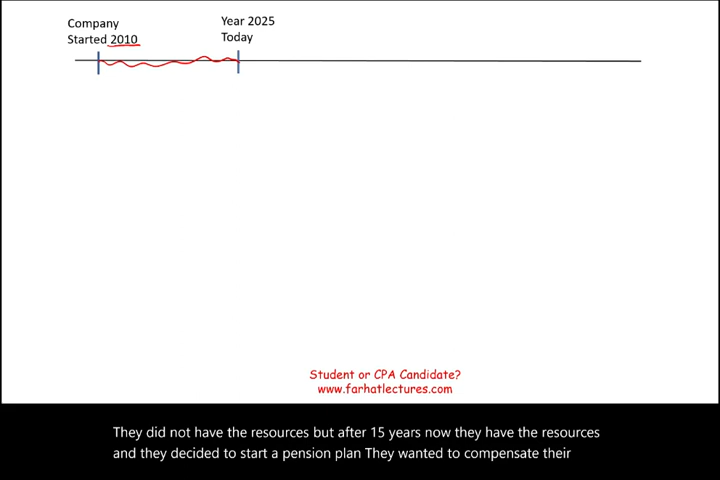 Company
Started 2010
Year 2025
Today
Student or CPA Candidate?
www.farhatlectures.com
They did not have the resources but after 15 years now they have the resources
and they decided to start a pension plan They wanted to compensate their